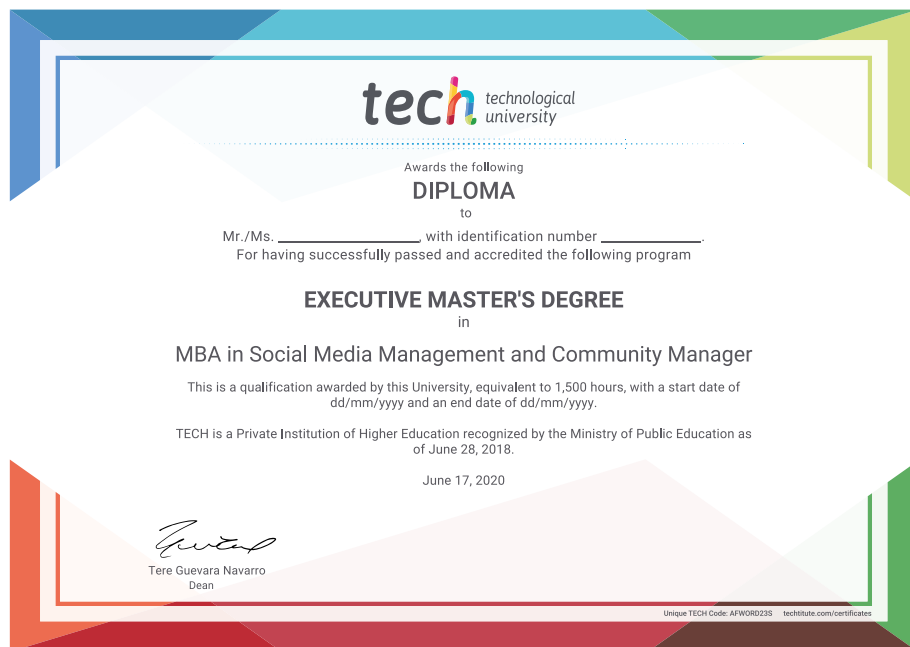 tech technological
university
Awards the following
DIPLOMA
to
Mr./Ms. ____________________, with identification number ______________.
For having successfully passed and accredited the following program
EXECUTIVE MASTER'S DEGREE
in
MBA in Social Media Management and Community Manager
This is a qualification awarded by this University, equivalent to 1,500 hours, with a start date of
dd/mm/yyyy and an end date of dd/mm/yyyy.
TECH is a Private Institution of Higher Education recognized by the Ministry of Public Education as
of June 28, 2018.
June 17, 2020
Tere Guevara Navarro
Dean
Unique TECH Code: AFWORD23S techtitute.com/certificates